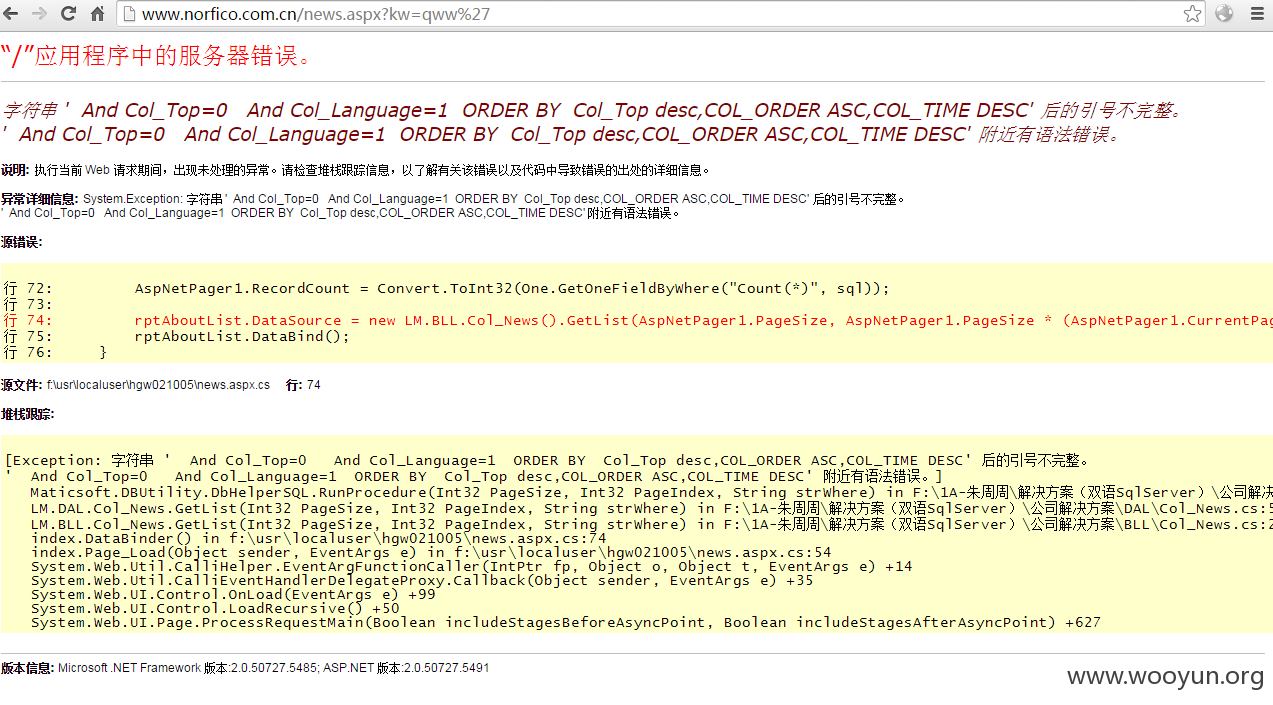 www.norfico.com.cn/news.aspx?kw=qww%27
“/”应用程序中的服务器错误。
字符串 '  And Col_Top=0   And Col_Language=1  ORDER BY  Col_Top desc,COL_ORDER ASC,COL_TIME DESC' 后的引号不完整。
'  And Col_Top=0   And Col_Language=1  ORDER BY  Col_Top desc,COL_ORDER ASC,COL_TIME DESC' 附近有语法错误。
说明: 执行当前 Web 请求期间，出现未处理的异常。请检查堆栈跟踪信息，以了解有关该错误以及代码中导致错误的出处的详细信息。
异常详细信息: System.Exception: 字符串 '  And Col_Top=0   And Col_Language=1  ORDER BY  Col_Top desc,COL_ORDER ASC,COL_TIME DESC' 后的引号不完整。
'  And Col_Top=0   And Col_Language=1  ORDER BY  Col_Top desc,COL_ORDER ASC,COL_TIME DESC' 附近有语法错误。
源错误:
行 72:         AspNetPager1.RecordCount = Convert.ToInt32(One.GetOneFieldByWhere("Count(*)", sql));
行 73:
行 74:         rptAboutList.DataSource = new LM.BLL.Col_News().GetList(AspNetPager1.PageSize, AspNetPager1.PageSize * (AspNetPager1.CurrentPag
行 75:         rptAboutList.DataBind();
行 76:     }
源文件: f:\usr\localuser\hgw021005\news.aspx.cs    行: 74
堆栈跟踪:
[Exception: 字符串 '  And Col_Top=0   And Col_Language=1  ORDER BY  Col_Top desc,COL_ORDER ASC,COL_TIME DESC' 后的引号不完整。
'  And Col_Top=0   And Col_Language=1  ORDER BY  Col_Top desc,COL_ORDER ASC,COL_TIME DESC' 附近有语法错误。]
   Maticsoft.DBUtility.DbHelperSQL.RunProcedure(Int32 PageSize, Int32 PageIndex, String strWhere) in F:\1A-朱周周\解决方案（双语SqlServer）\公司解决
   LM.DAL.Col_News.GetList(Int32 PageSize, Int32 PageIndex, String strWhere) in F:\1A-朱周周\解决方案（双语SqlServer）\公司解决方案\DAL\Col_News.cs:5
   LM.BLL.Col_News.GetList(Int32 PageSize, Int32 PageIndex, String strWhere) in F:\1A-朱周周\解决方案（双语SqlServer）\公司解决方案\BLL\Col_News.cs:2
   index.DataBinder() in f:\usr\localuser\hgw021005\news.aspx.cs:74
   index.Page_Load(Object sender, EventArgs e) in f:\usr\localuser\hgw021005\news.aspx.cs:54
   System.Web.Util.CalliHelper.EventArgFunctionCaller(IntPtr fp, Object o, Object t, EventArgs e) +14
   System.Web.Util.CalliEventHandlerDelegateProxy.Callback(Object sender, EventArgs e) +35
   System.Web.UI.Control.OnLoad(EventArgs e) +99
   System.Web.UI.Control.LoadRecursive() +50
   System.Web.UI.Page.ProcessRequestMain(Boolean includeStagesBeforeAsyncPoint, Boolean includeStagesAfterAsyncPoint) +627
版本信息: Microsoft .NET Framework 版本:2.0.50727.5485; ASP.NET 版本:2.0.50727.5491
www.wooyun.org